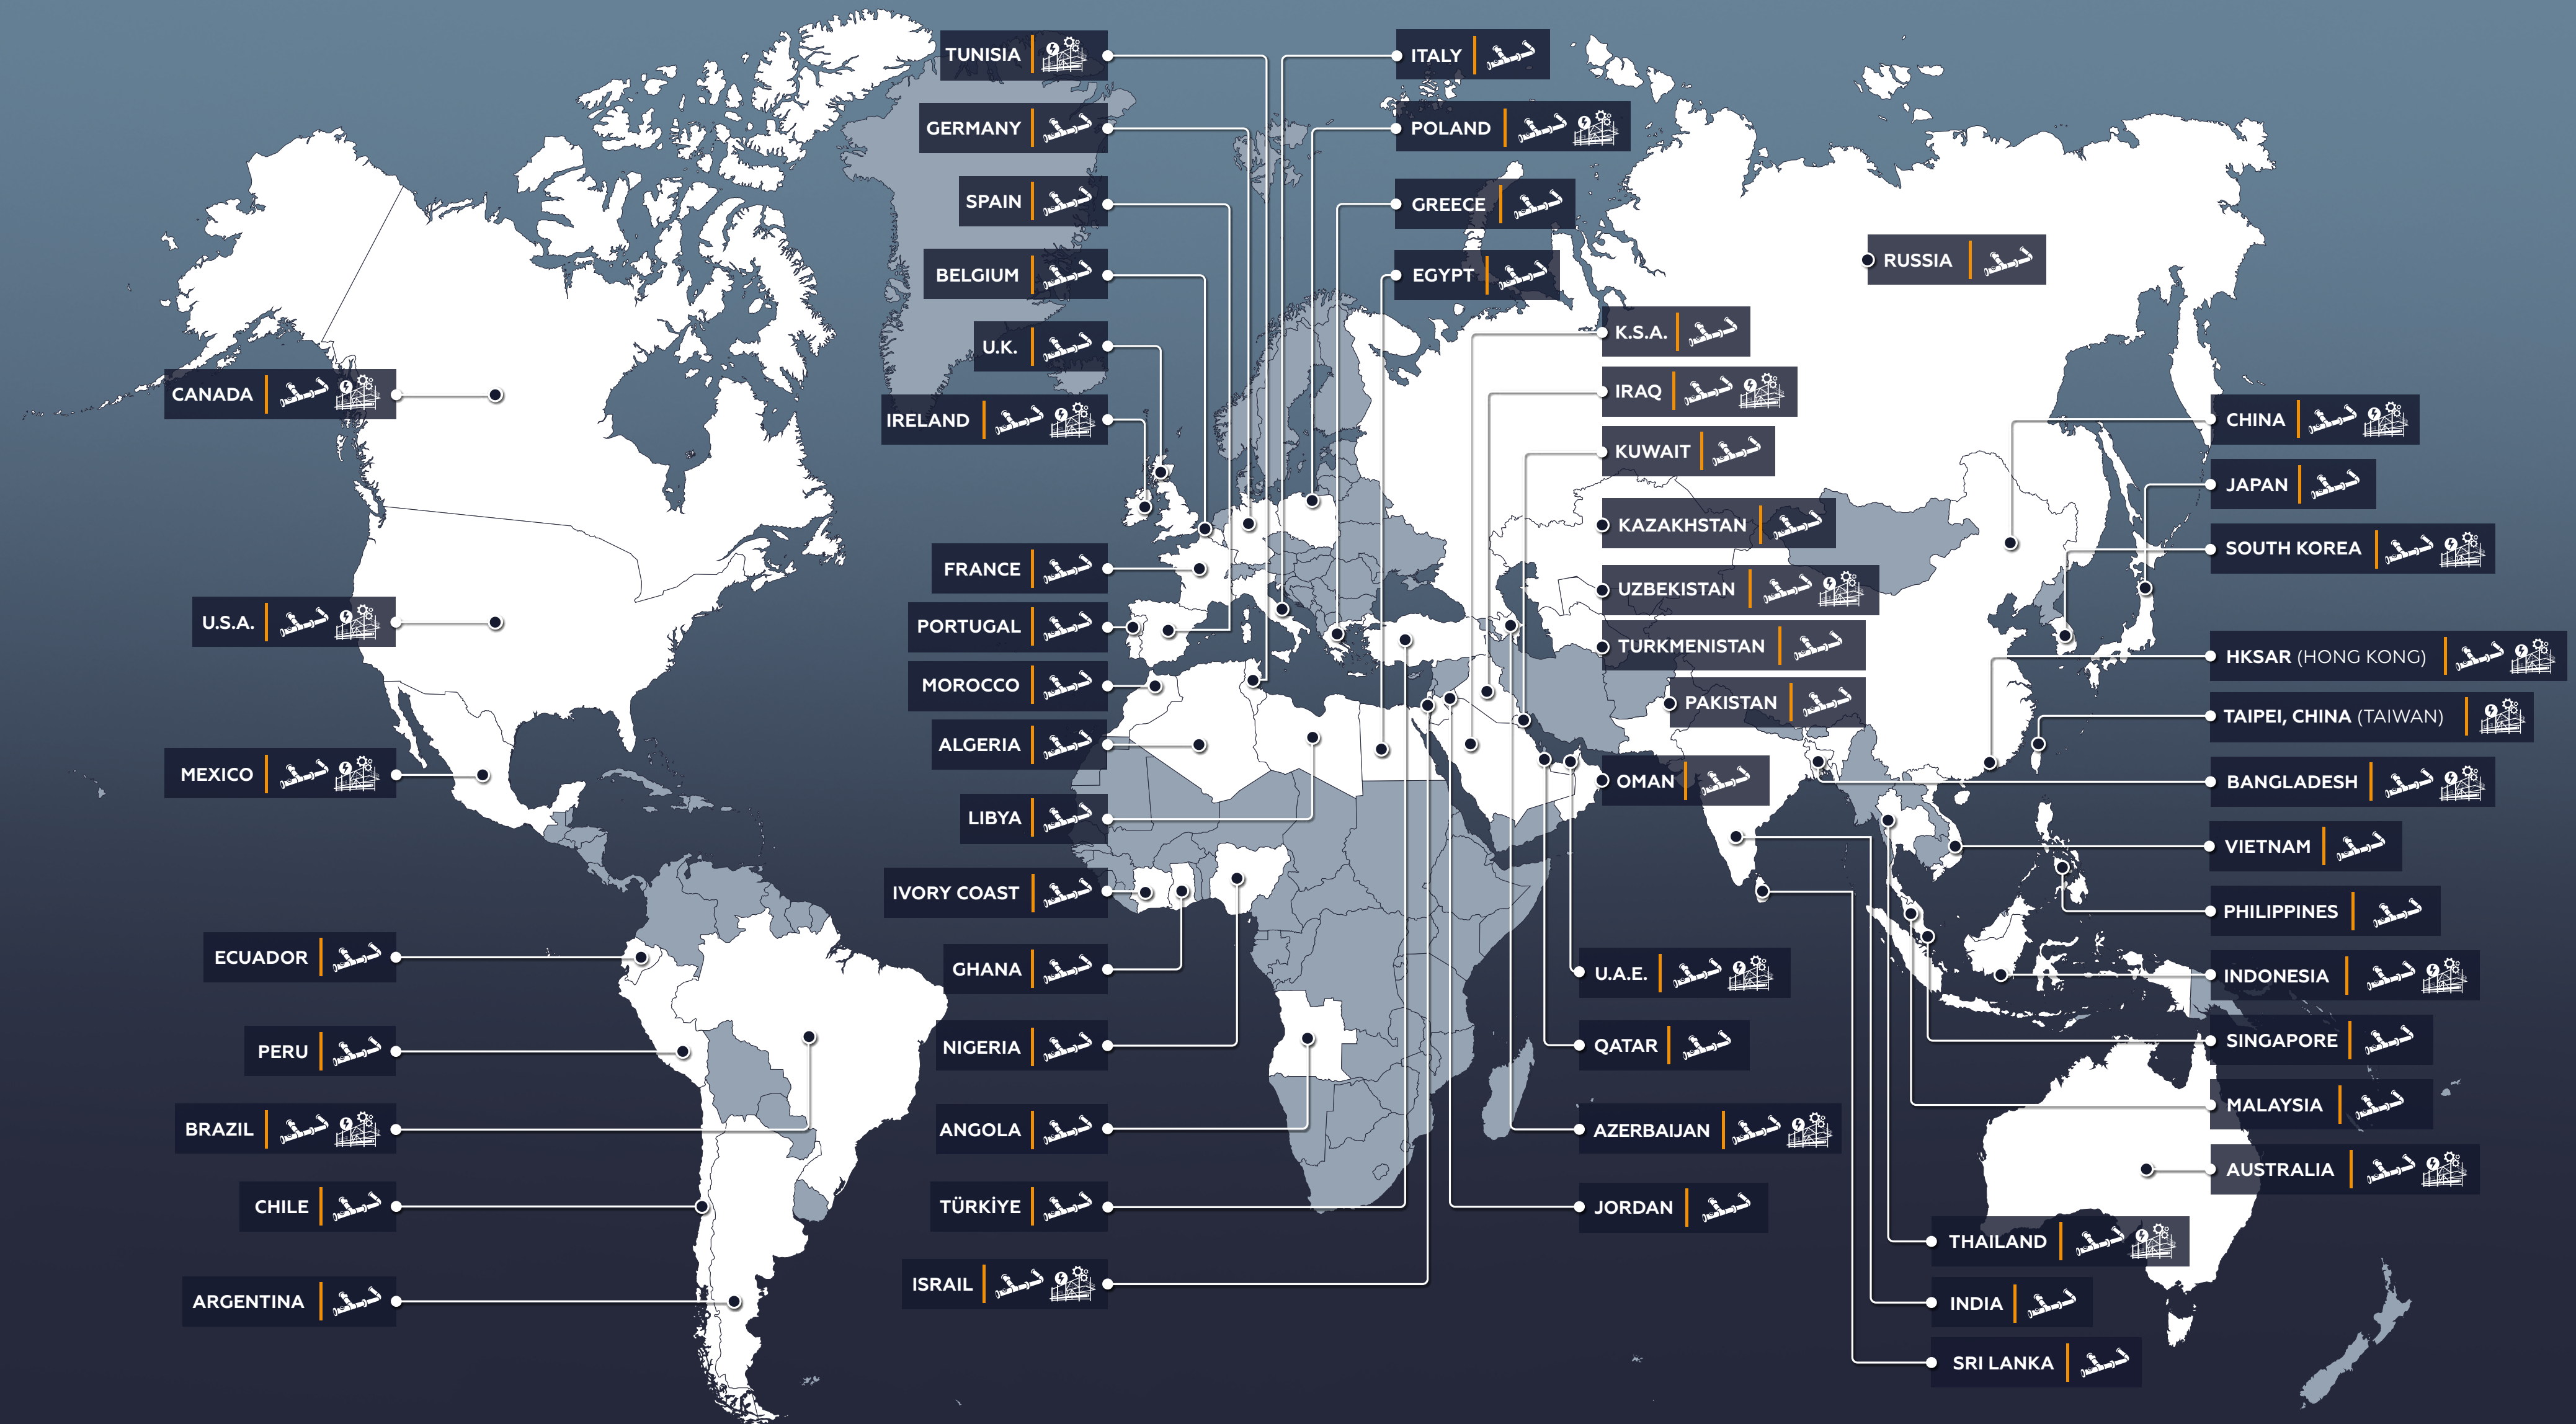 TUNISIA
GERMANY
SPAIN
BELGIUM
U.K.
IRELAND
ITALY
POLAND
GREECE
EGYPT
RUSSIA
K.S.A.
IRAQ
KUWAIT
KAZAKHSTAN
UZBEKISTAN
TURKMENISTAN
PAKISTAN
OMAN
CANADA
U.S.A.
MEXICO
ECUADOR
PERU
BRAZIL
CHILE
ARGENTINA
FRANCE
PORTUGAL
MOROCCO
ALGERIA
LIBYA
IVORY COAST
GHANA
NIGERIA
ANGOLA
TÜRKİYE
ISRAIL
U.A.E.
QATAR
AZERBAIJAN
JORDAN
CHINA
JAPAN
SOUTH KOREA
HKSAR (HONG KONG)
TAIPEI, CHINA (TAIWAN)
BANGLADESH
VIETNAM
PHILIPPINES
INDONESIA
SINGAPORE
MALAYSIA
AUSTRALIA
THAILAND
INDIA
SRI LANKA